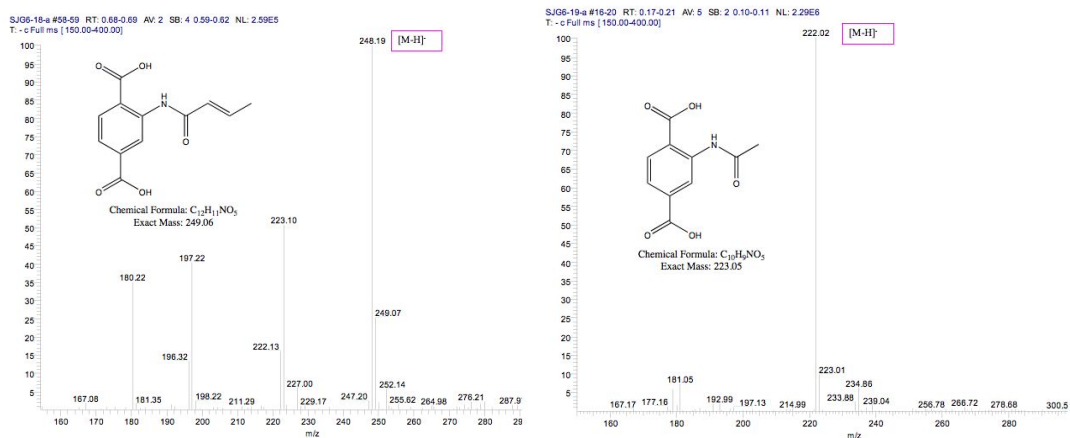 SJG6-18-a #58-59 RT: 0.68-0.69 AV: 2 SB: 4 0.59-0.62 NL: 2.59E5
T: - c Full ms [ 150.00-400.00]
248.19
[M-H]-
100
95
90
85
80
75
70
65
60
55
50
45
40
35
30
25
20
15
10
5
O
OH
H
N
O
O
OH
Chemical Formula: C12H11NO5
Exact Mass: 249.06
223.10
197.22
180.22
249.07
222.13
196.32
227.00
252.14
167.08
181.35
198.22
211.29
229.17
247.20
255.62
264.98
276.21
287.9
160 170 180 190 200 210 220 230 240 250 260 270 280 29
m/z
SJG6-19-a #16-20 RT: 0.17-0.21 AV: 5 SB: 2 0.10-0.11 NL: 2.29E6
T: - c Full ms [ 150.00-400.00]
222.02
[M-H]-
100
95
90
85
80
75
70
65
60
55
50
45
40
35
30
25
20
15
10
5
O
OH
H
N
O
O
OH
Chemical Formula: C10H9NO5
Exact Mass: 223.05
223.01
181.05
234.86
167.17
177.16
192.99
197.13
214.99
233.88
239.04
256.78
266.72
278.68
300.5
160 180 200 220 240 260 280
m/z